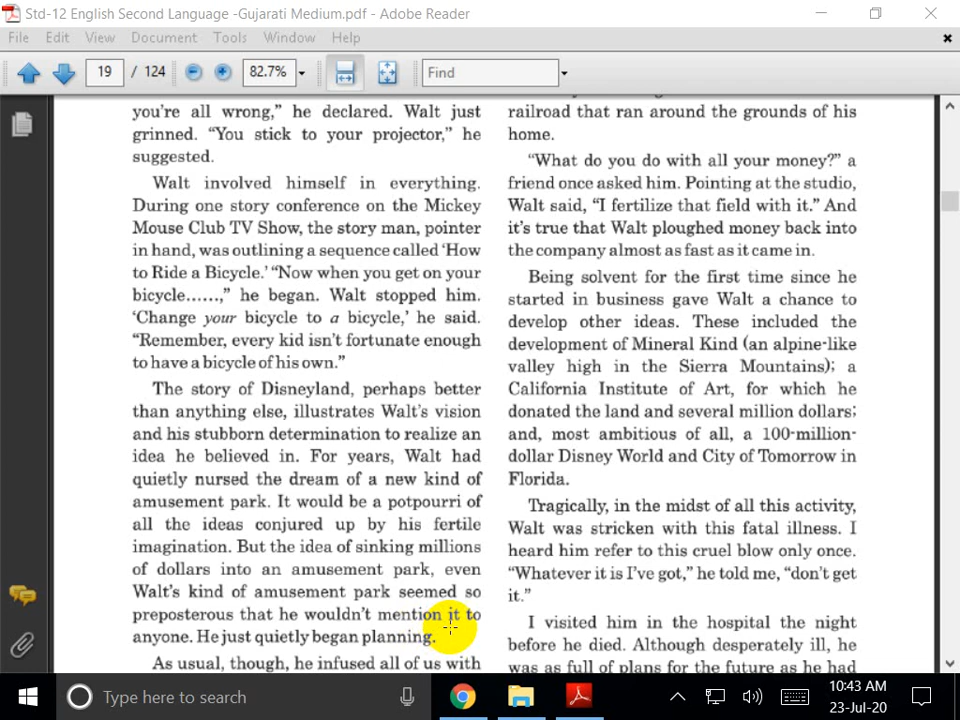 Std-12 English Second Language -Gujarati Medium.pdf - Adobe Reader
File Edit View Document Tools Window Help
19 / 124 82.7% Find
you're all wrong," he declared. Walt just
grinned. "You stick to your projector," he
suggested.
Walt involved himself in everything.
During one story conference on the Mickey
Mouse Club TV Show, the story man, pointer
in hand, was outlining a sequence called 'How
to Ride a Bicycle.' "Now when you get on your
bicycle……," he began. Walt stopped him.
'Change your bicycle to a bicycle,' he said.
"Remember, every kid isn't fortunate enough
to have a bicycle of his own."
The story of Disneyland, perhaps better
than anything else, illustrates Walt's vision
and his stubborn determination to realize an
idea he believed in. For years, Walt had
quietly nursed the dream of a new kind of
amusement park. It would be a potpourri of
all the ideas conjured up by his fertile
imagination. But the idea of sinking millions
of dollars into an amusement park, even
Walt's kind of amusement park seemed so
preposterous that he wouldn't mention it to
anyone. He just quietly began planning.
As usual, though, he infused all of us with
railroad that ran around the grounds of his
home.
"What do you do with all your money?" a
friend once asked him. Pointing at the studio,
Walt said, "I fertilize that field with it." And
it's true that Walt ploughed money back into
the company almost as fast as it came in.
Being solvent for the first time since he
started in business gave Walt a chance to
develop other ideas. These included the
development of Mineral Kind (an alpine-like
valley high in the Sierra Mountains); a
California Institute of Art, for which he
donated the land and several million dollars;
and, most ambitious of all, a 100-million-
dollar Disney World and City of Tomorrow in
Florida.
Tragically, in the midst of all this activity,
Walt was stricken with this fatal illness. I
heard him refer to this cruel blow only once.
"Whatever it is I've got," he told me, "don't get
it."
I visited him in the hospital the night
before he died. Although desperately ill, he
was as full of plans for the future as he had
Type here to search
10:43 AM
23-Jul-20